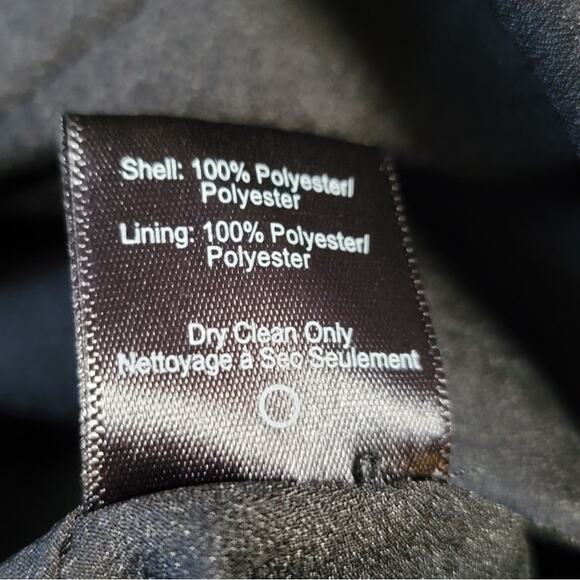 Shell: 100% Polyester/
Polyester
Lining: 100% Polyester/
Polyester
Dry Clean Only
Nettoyage à Sec Seulement